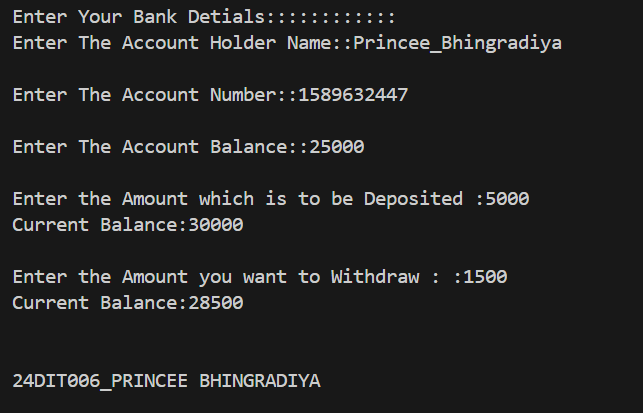 Enter Your Bank Detials::::::::::::
Enter The Account Holder Name::Princee_Bhingradiya
Enter The Account Number::1589632447
Enter The Account Balance::25000
Enter the Amount which is to be Deposited :5000
Current Balance:30000
Enter the Amount you want to Withdraw : :1500
Current Balance:28500
24DIT006_PRINCEE BHINGRADIYA